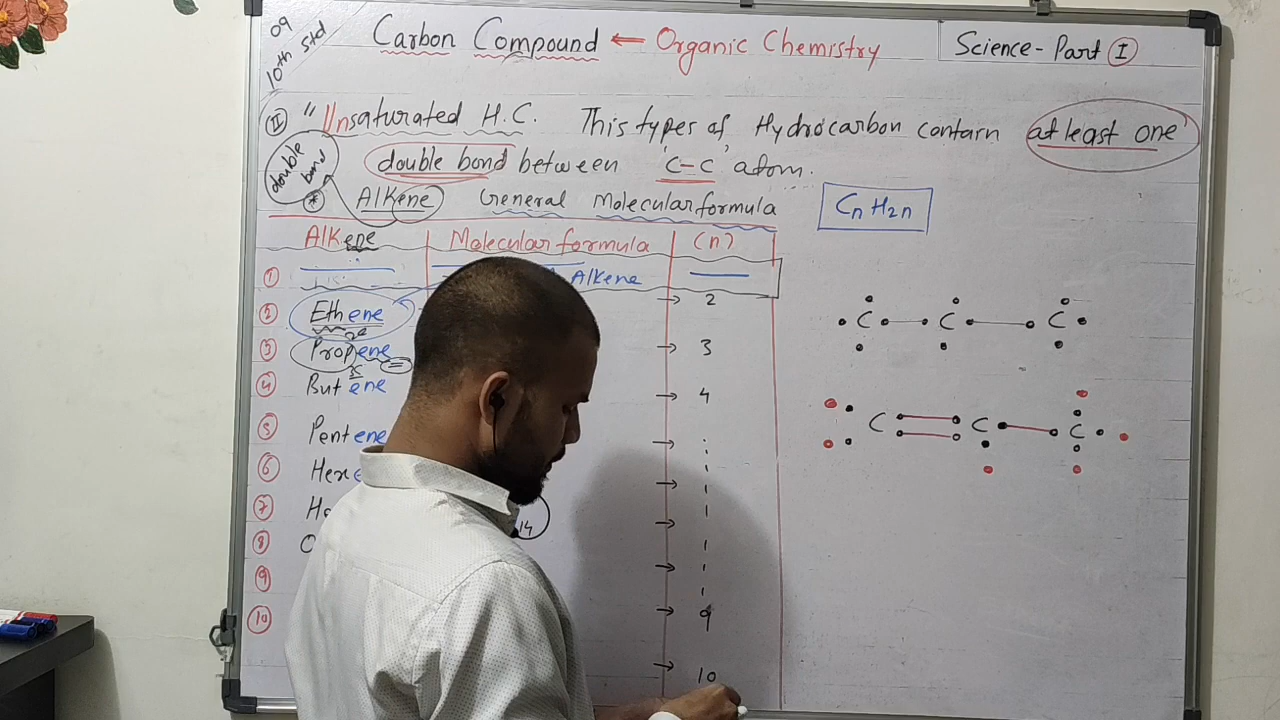 09
10th std
Carbon Compound ← Organic Chemistry
Science-Part I
II "Unsaturated H.C. This types of Hydrocarbon contain 'at least one'
double bond
double bond between 'C-C' atom.
* Alkene General Molecular formula
CnH2n
Alkene Molecular formula (n)
1 Alkene
2 Ethene → 2
3 Propene = → 3
4 Butene → 4
5 Pentene →
6 Hexe →
7 He 14 →
8 O →
9 → 9
10 → 10
C C C
C C C